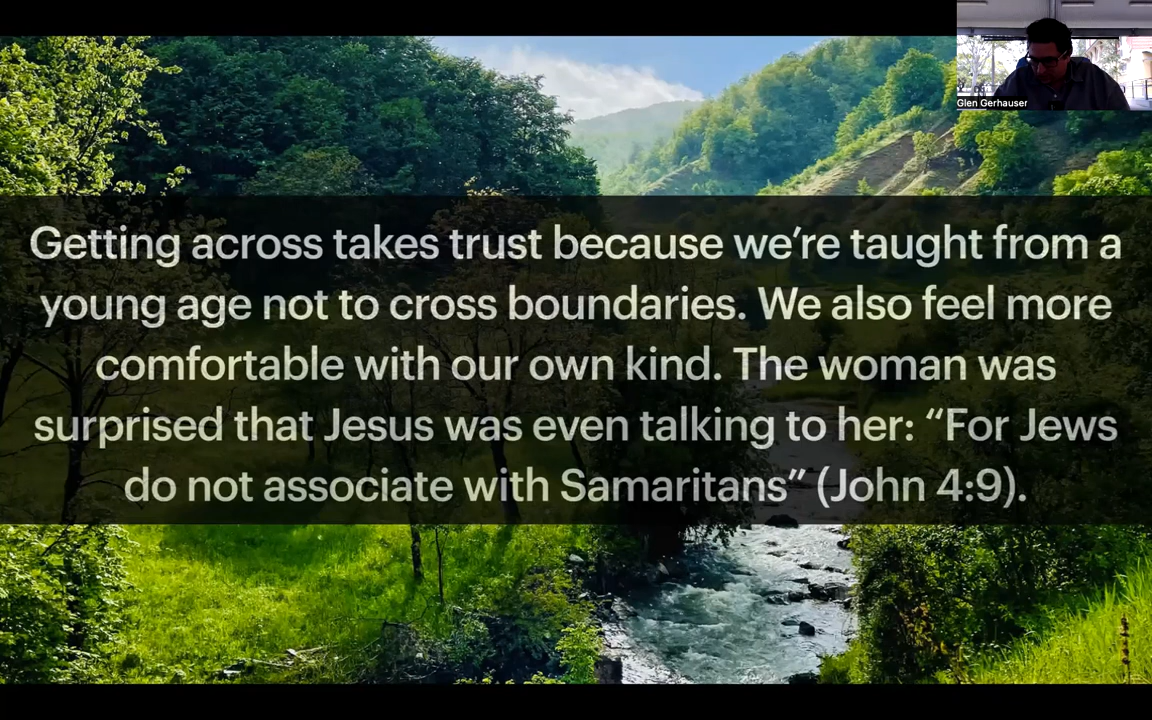 Glen Gerhauser
Getting across takes trust because we’re taught from a
young age not to cross boundaries. We also feel more
comfortable with our own kind. The woman was
surprised that Jesus was even talking to her: “For Jews
do not associate with Samaritans” (John 4:9).